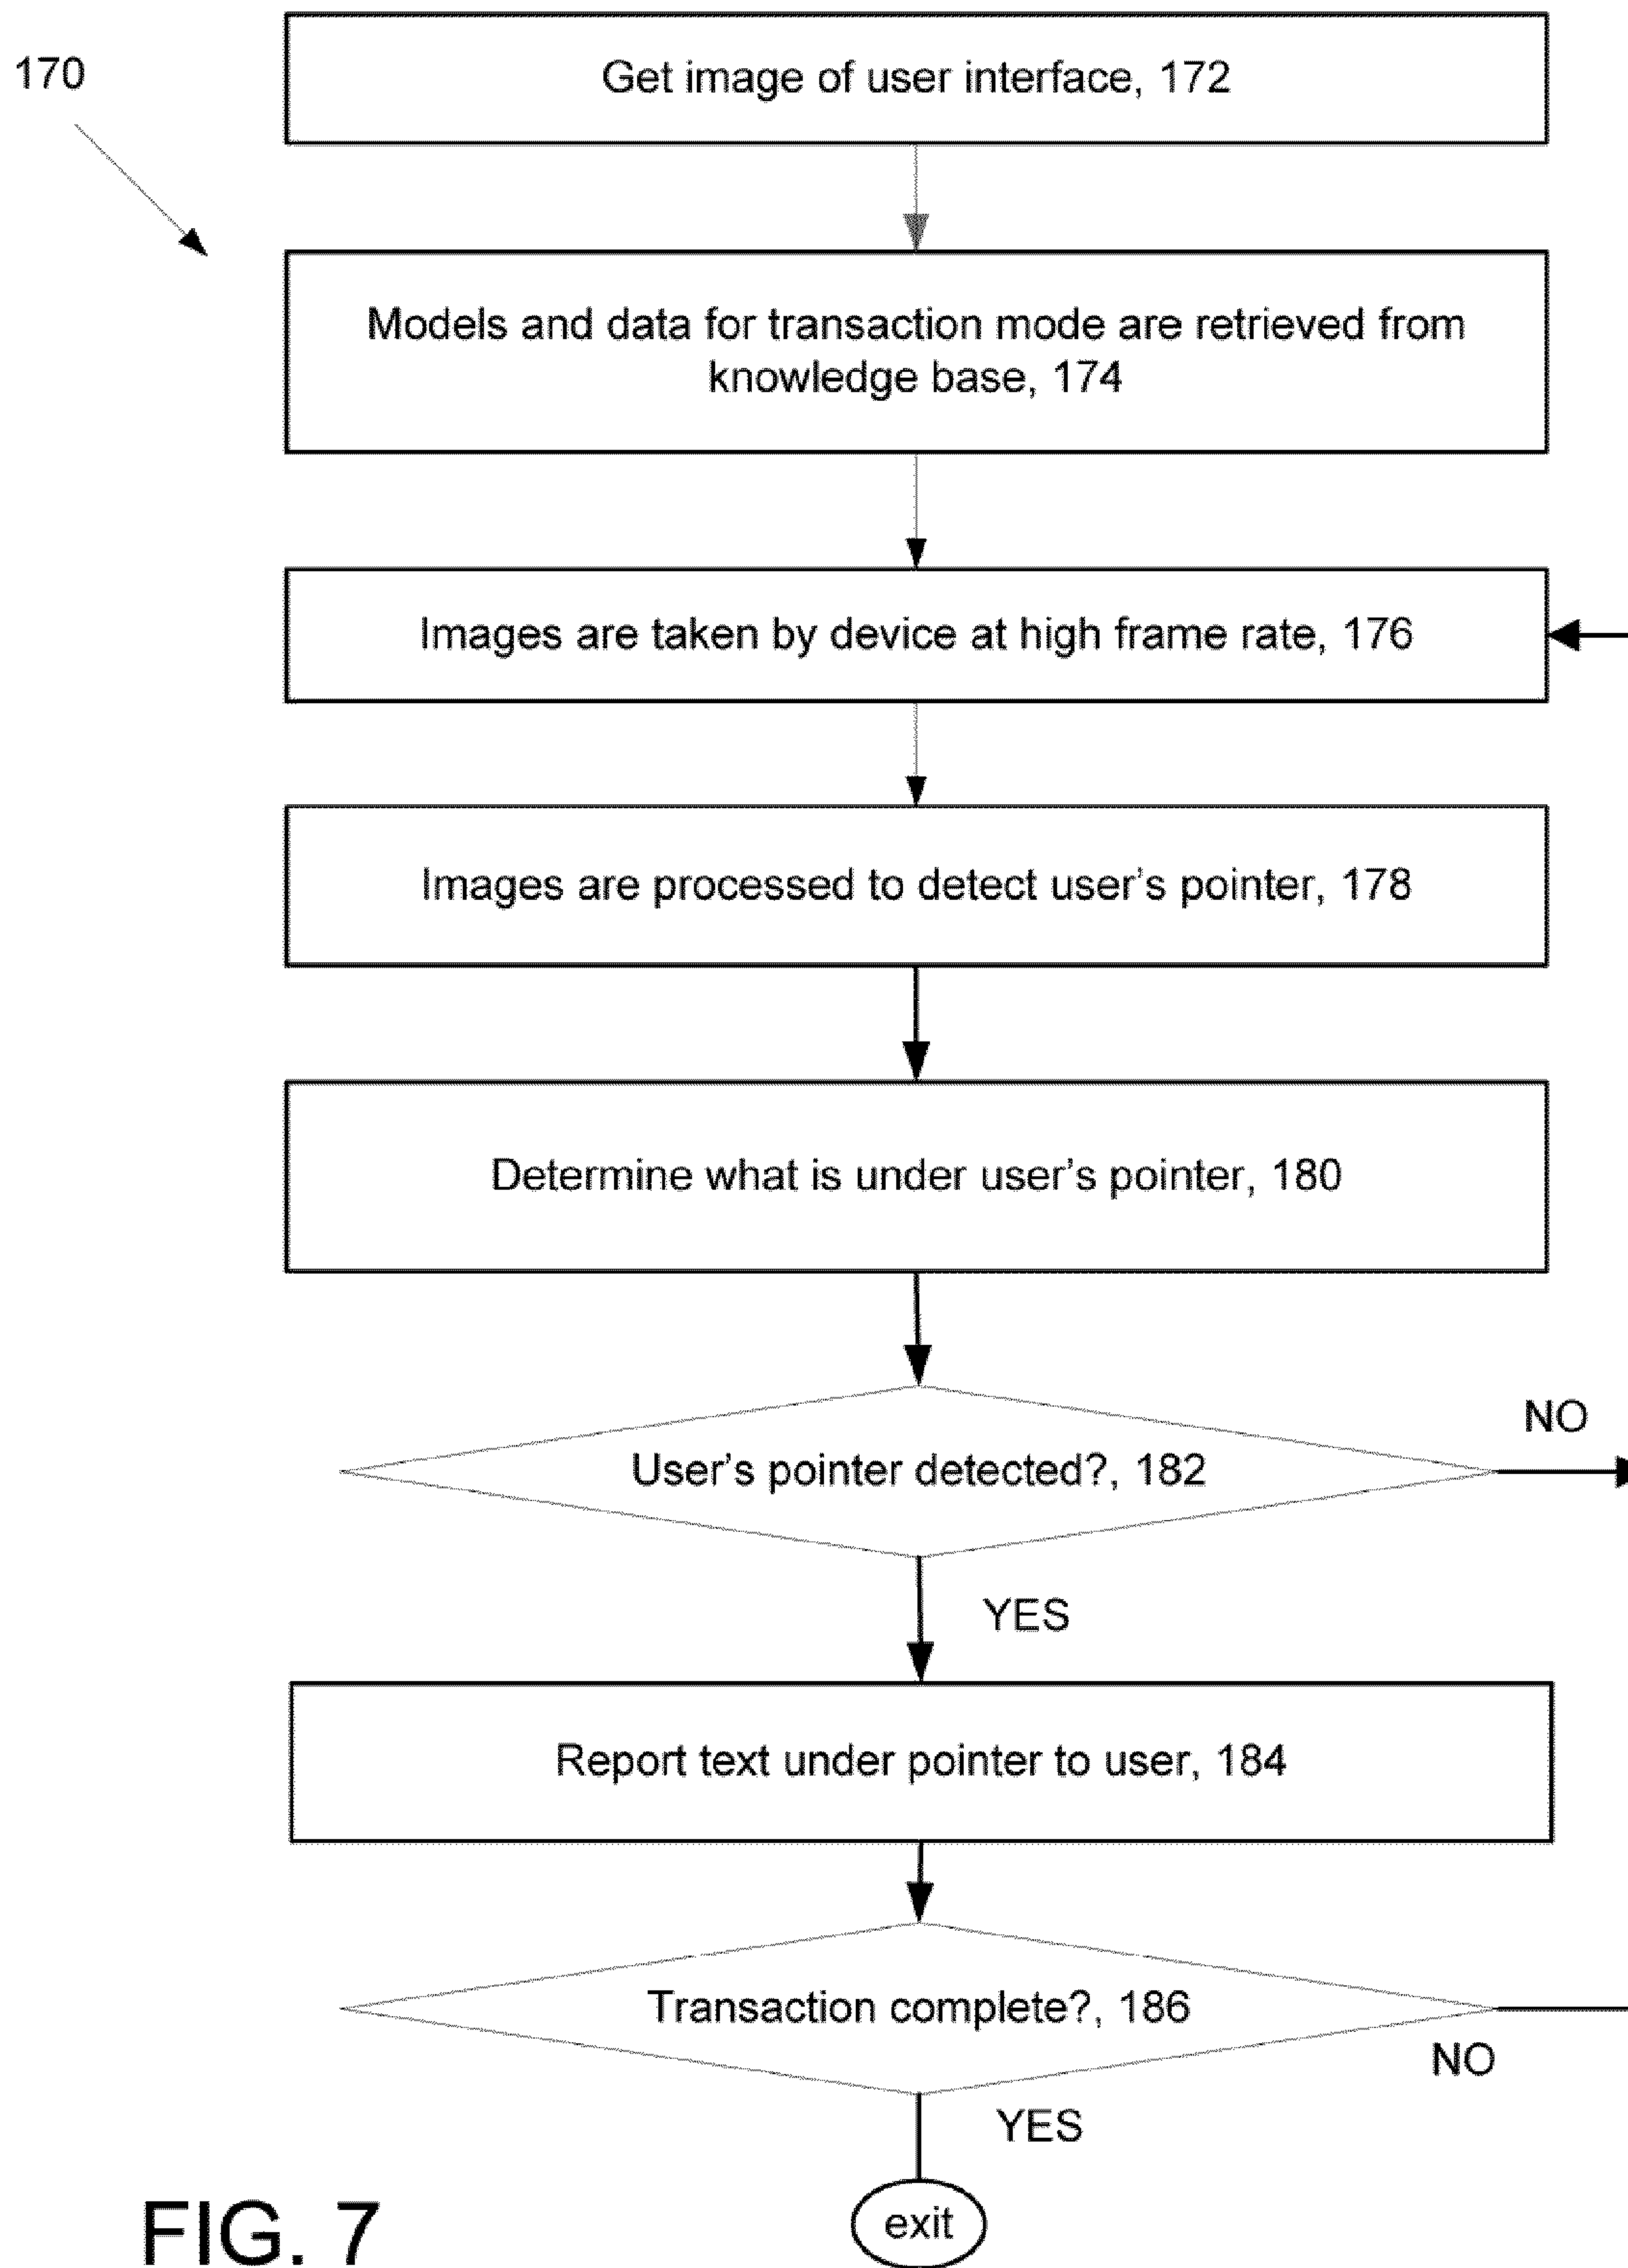 170
Get image of user interface, 172
Models and data for transaction mode are retrieved from
knowledge base, 174
Images are taken by device at high frame rate, 176
Images are processed to detect user’s pointer, 178
Determine what is under user’s pointer, 180
User’s pointer detected?, 182
NO
YES
Report text under pointer to user, 184
Transaction complete?, 186
NO
YES
exit
FIG. 7